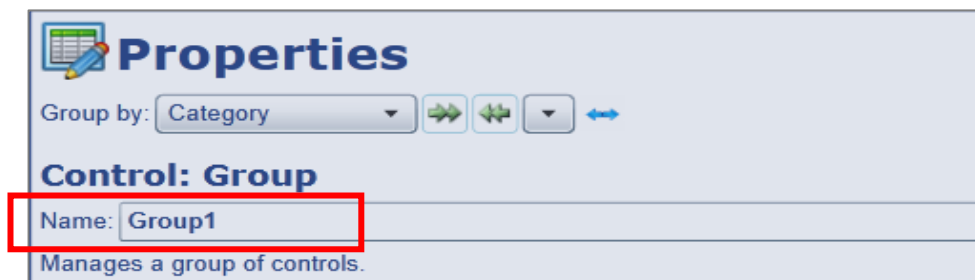 Properties
Group by: Category
Control: Group
Name: Group1
Manages a group of controls.